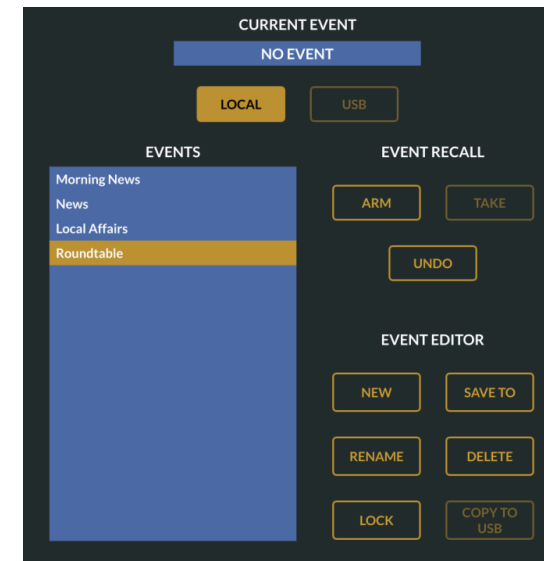 CURRENT EVENT
NO EVENT
LOCAL
USB
EVENTS
Morning News
News
Local Affairs
Roundtable
EVENT RECALL
ARM
TAKE
UNDO
EVENT EDITOR
NEW
SAVE TO
RENAME
DELETE
LOCK
COPY TO
USB